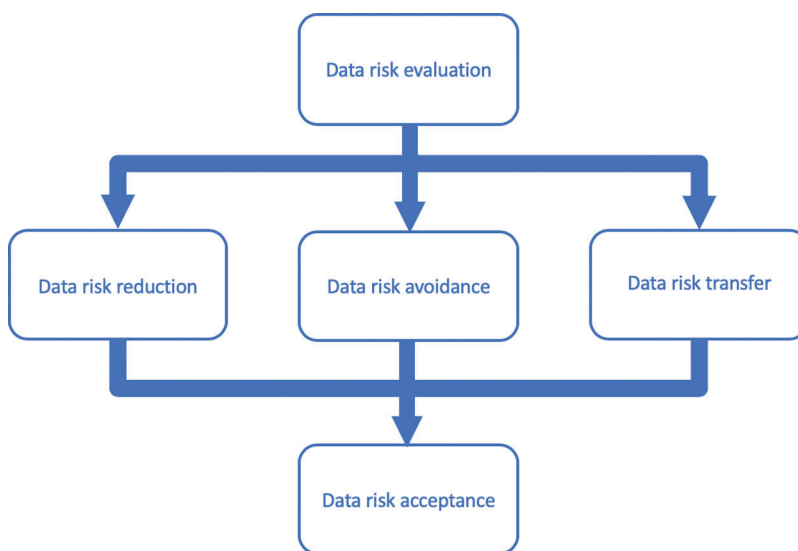 Data risk evaluation
Data risk reduction
Data risk avoidance
Data risk transfer
Data risk acceptance